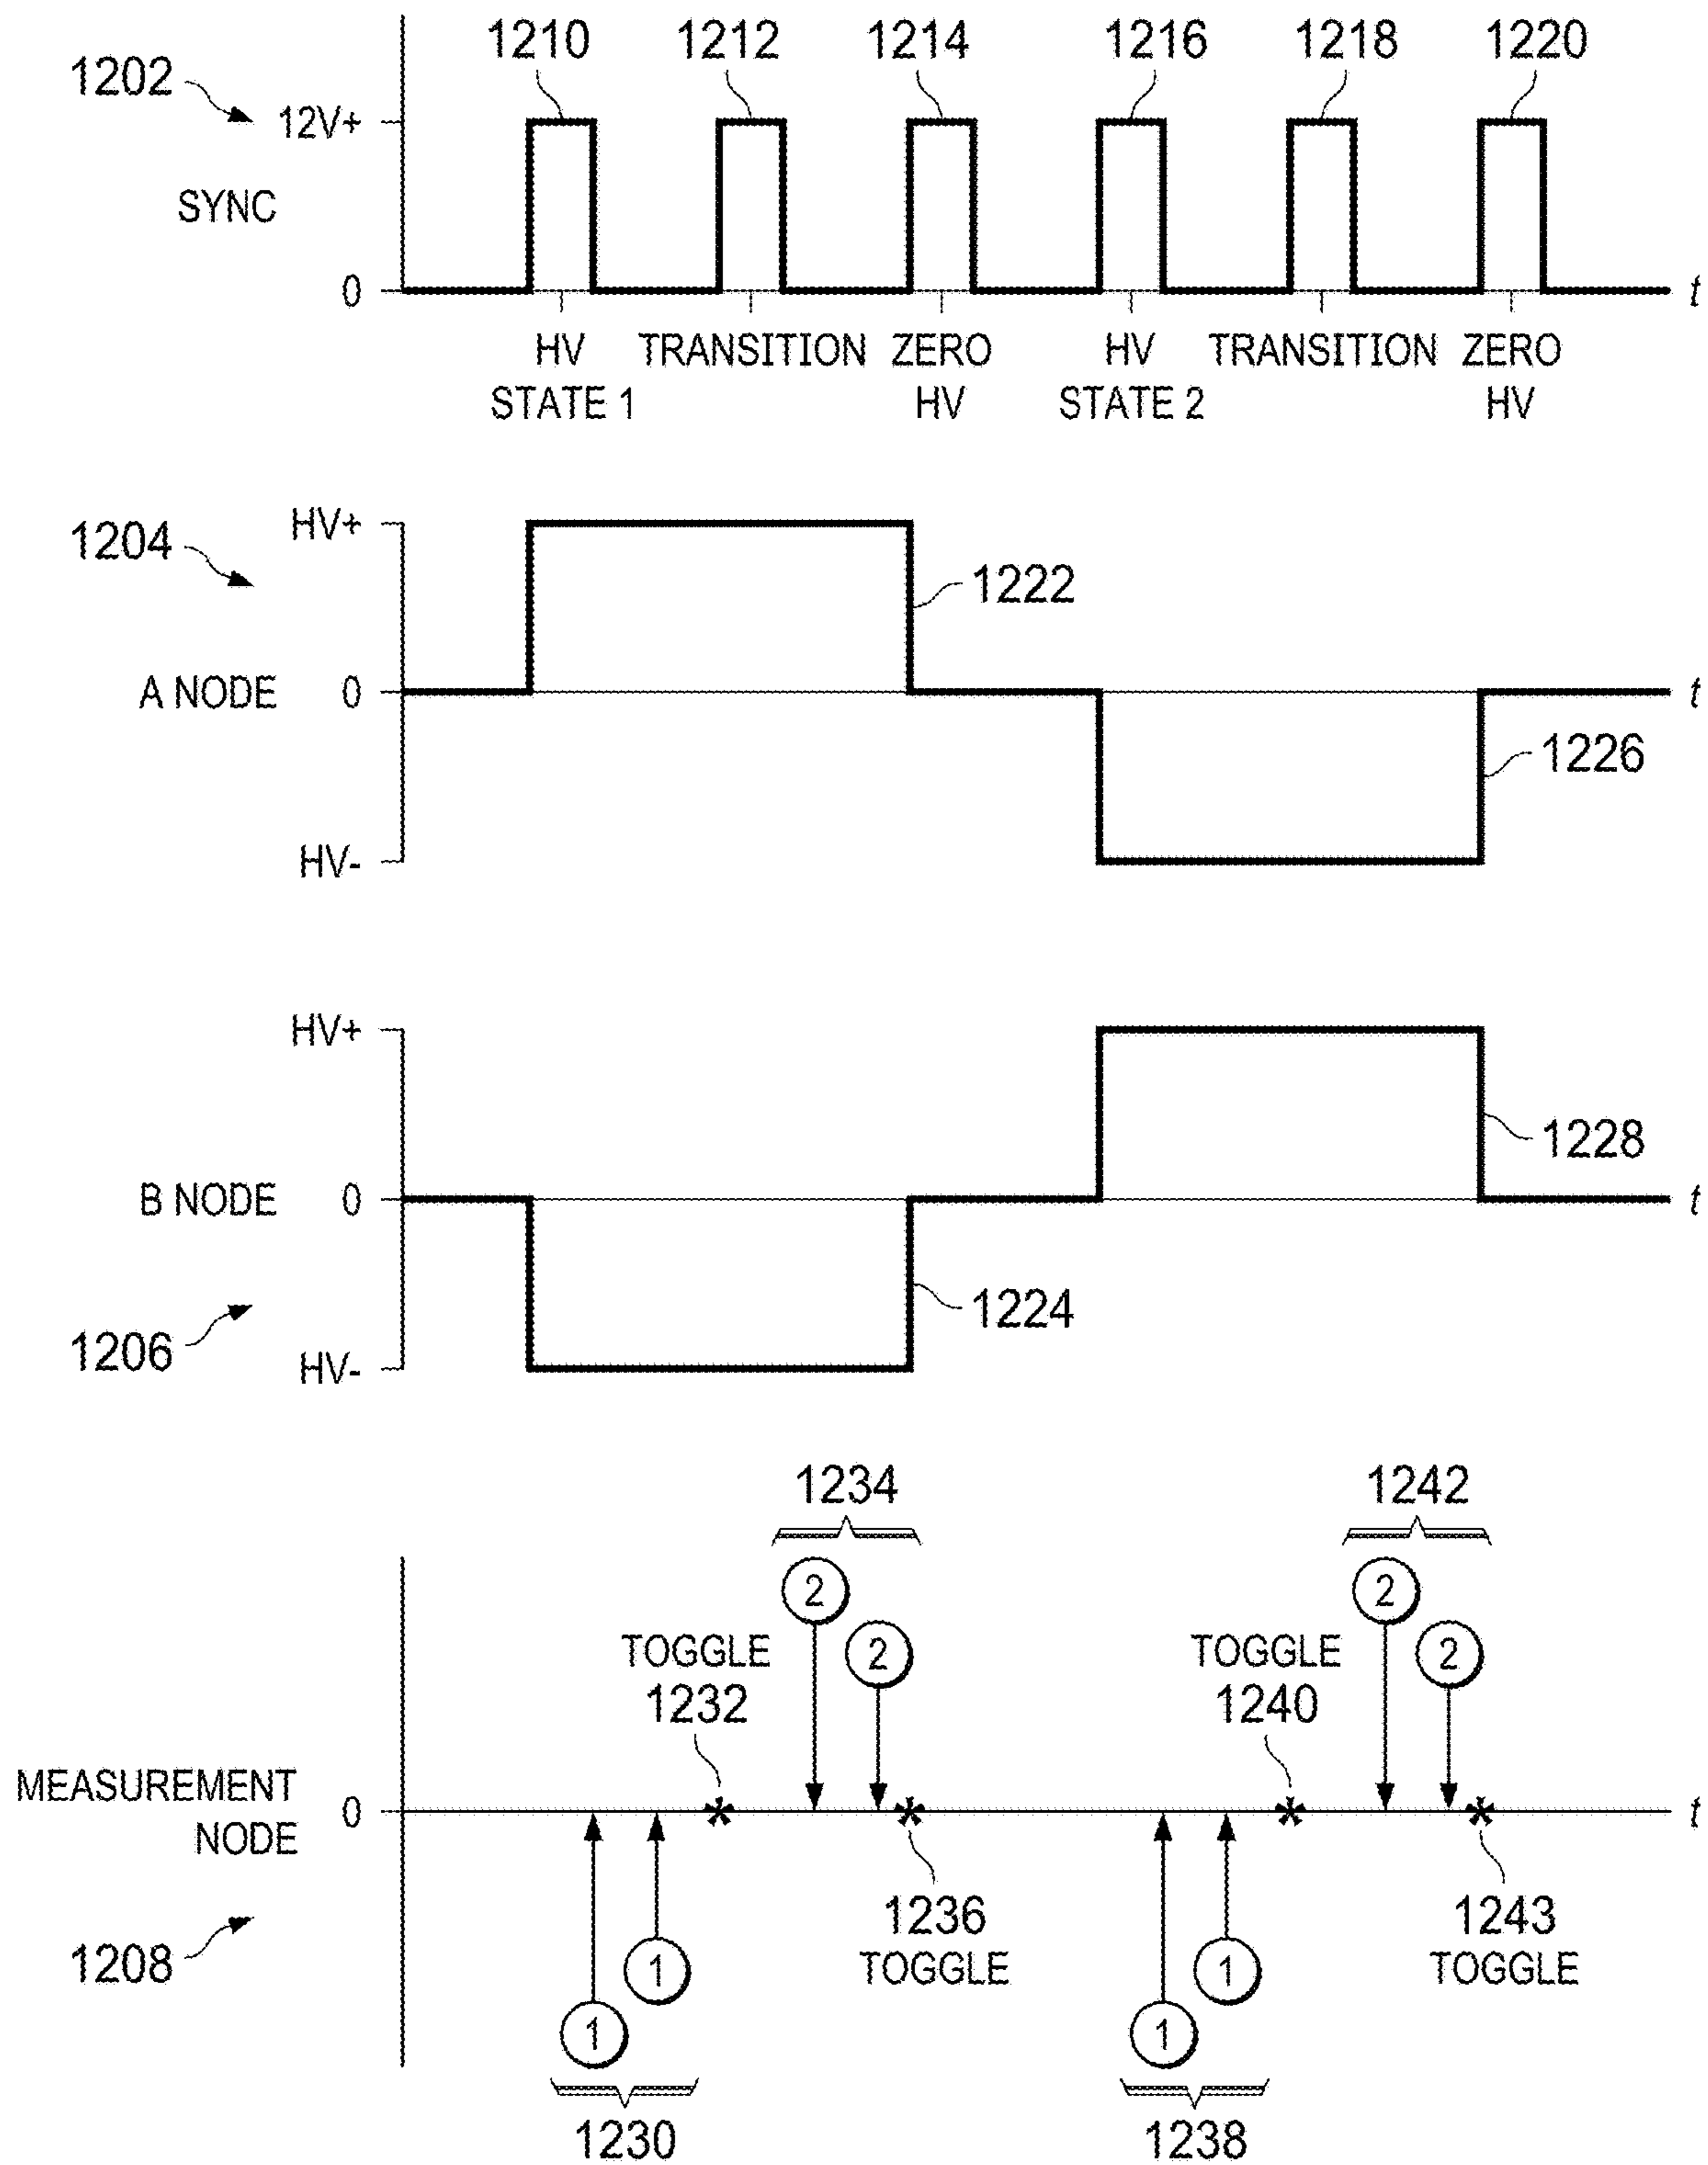 1210 1212 1214 1216 1218 1220
1202
12V+
SYNC
0
t
HV TRANSITION ZERO HV TRANSITION ZERO
STATE 1 HV STATE 2 HV
HV+
1204
1222
A NODE 0
t
1226
HV-
HV+
1228
B NODE 0
t
1224
1206
HV-
1234 1242
2 2
TOGGLE 2 TOGGLE 2
1232 1240
MEASUREMENT
NODE
0
t
1236 1243
TOGGLE TOGGLE
1208
1 1
1 1
1230 1238